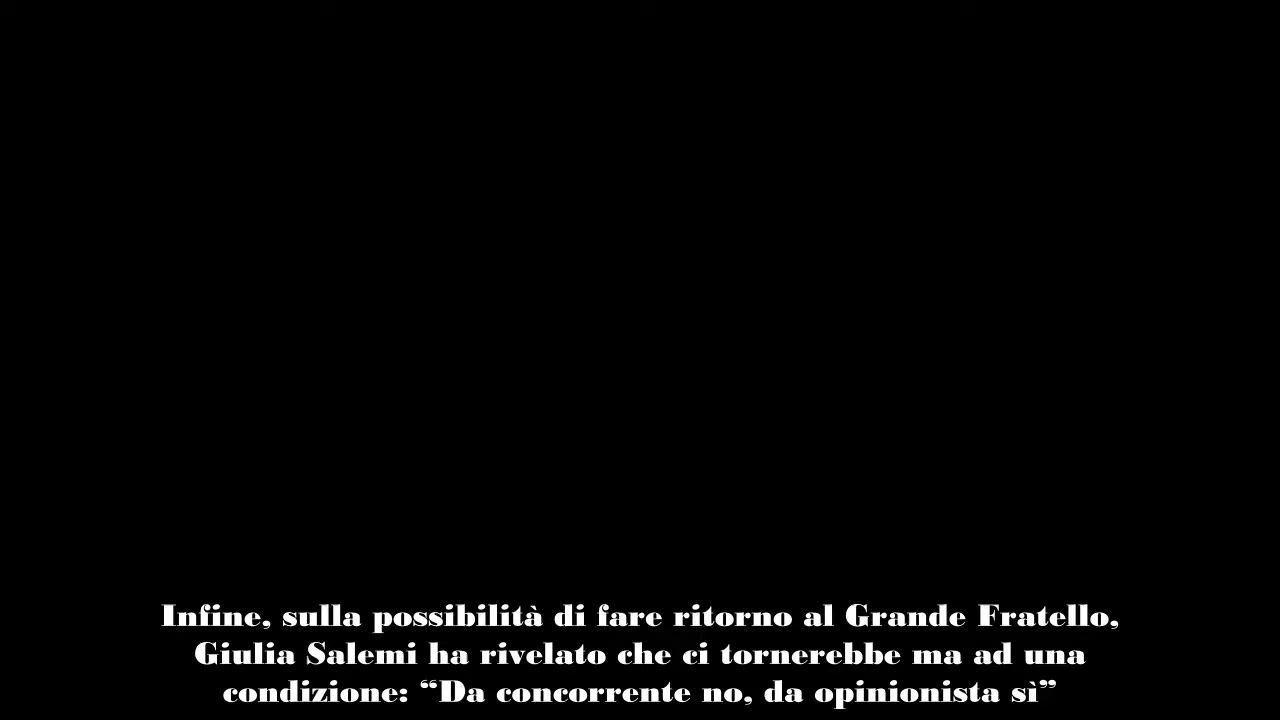 Infine, sulla possibilità di fare ritorno al Grande Fratello,
Giulia Salemi ha rivelato che ci tornerebbe ma ad una
condizione: “Da concorrente no, da opinionista sì”